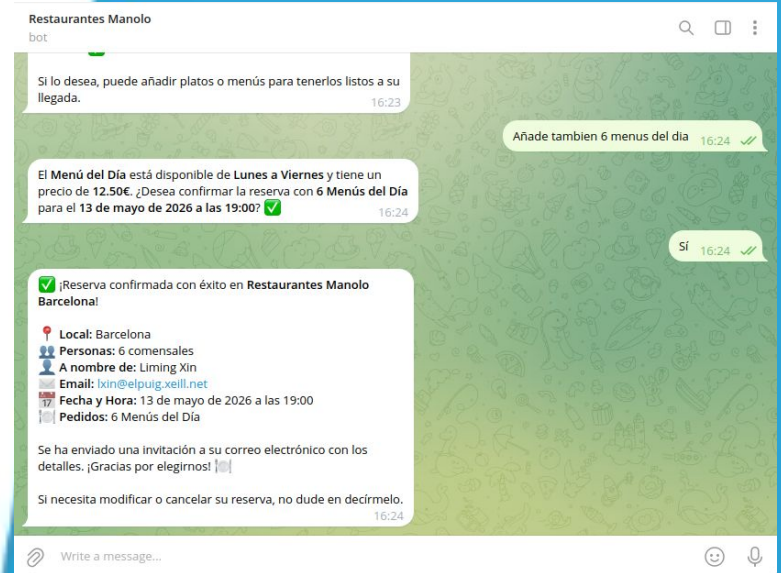 Restaurantes Manolo
bot
Si lo desea, puede añadir platos o menús para tenerlos listos a su
llegada.
16:23
Añade tambien 6 menus del dia 16:24
El Menú del Día está disponible de Lunes a Viernes y tiene un
precio de 12.50€. ¿Desea confirmar la reserva con 6 Menús del Día
para el 13 de mayo de 2026 a las 19:00? ✅
16:24
Sí 16:24
✅ ¡Reserva confirmada con éxito en Restaurantes Manolo
Barcelona!
📍 Local: Barcelona
👥 Personas: 6 comensales
👤 A nombre de: Liming Xin
✉️ Email: lxin@elpuig.xeill.net
📅 Fecha y Hora: 13 de mayo de 2026 a las 19:00
🍽️ Pedidos: 6 Menús del Día
Se ha enviado una invitación a su correo electrónico con los
detalles. ¡Gracias por elegirnos! 🍽️
Si necesita modificar o cancelar su reserva, no dude en decírmelo.
16:24
Write a message...